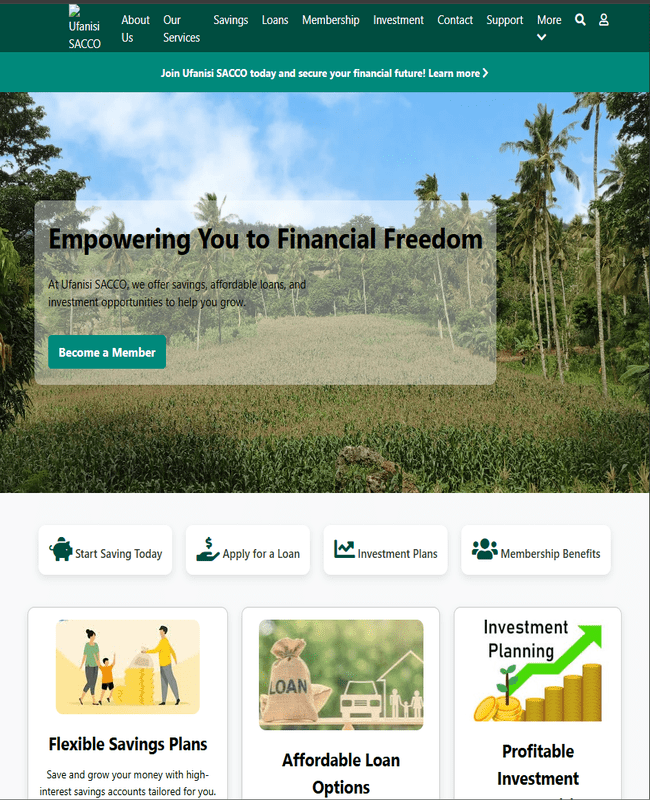 Ufanisi
SACCO
About
Us
Our
Services
Savings
Loans
Membership
Investment
Contact
Support
More
Join Ufanisi SACCO today and secure your financial future! Learn more
Empowering You to Financial Freedom
At Ufanisi SACCO, we offer savings, affordable loans, and
investment opportunities to help you grow.
Become a Member
Start Saving Today
Apply for a Loan
Investment Plans
Membership Benefits
Flexible Savings Plans
Save and grow your money with high-
interest savings accounts tailored for you.
LOAN
Affordable Loan
Options
Investment
Planning
Profitable
Investment